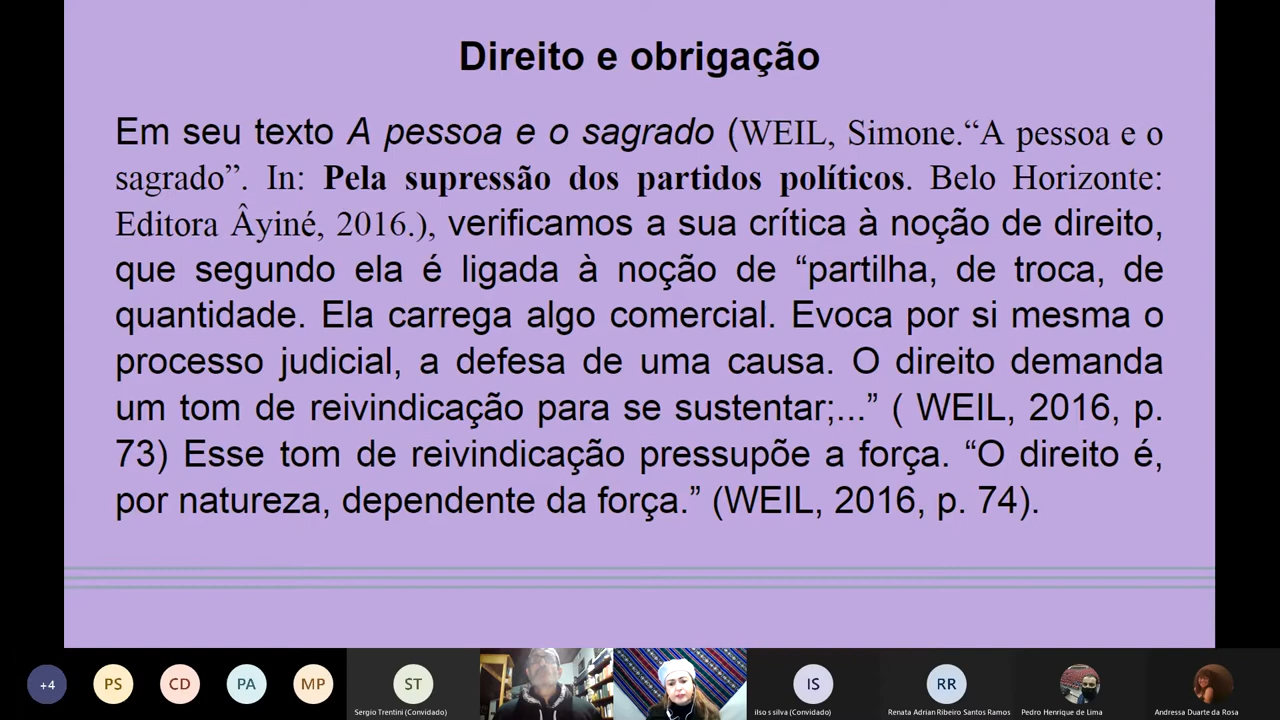 Direito e obrigação
Em seu texto A pessoa e o sagrado (WEIL, Simone.“A pessoa e o
sagrado”. In: Pela supressão dos partidos políticos. Belo Horizonte:
Editora Âyiné, 2016.), verificamos a sua crítica à noção de direito,
que segundo ela é ligada à noção de “partilha, de troca, de
quantidade. Ela carrega algo comercial. Evoca por si mesma o
processo judicial, a defesa de uma causa. O direito demanda
um tom de reivindicação para se sustentar;...” ( WEIL, 2016, p.
73) Esse tom de reivindicação pressupõe a força. “O direito é,
por natureza, dependente da força.” (WEIL, 2016, p. 74).
+4 PS CD PA MP ST IS RR
Sergio Trentini (Convidado) ilso s silva (Convidado) Renata Adrian Ribeiro Santos Ramos Pedro Henrique de Lima Andressa Duarte da Rosa